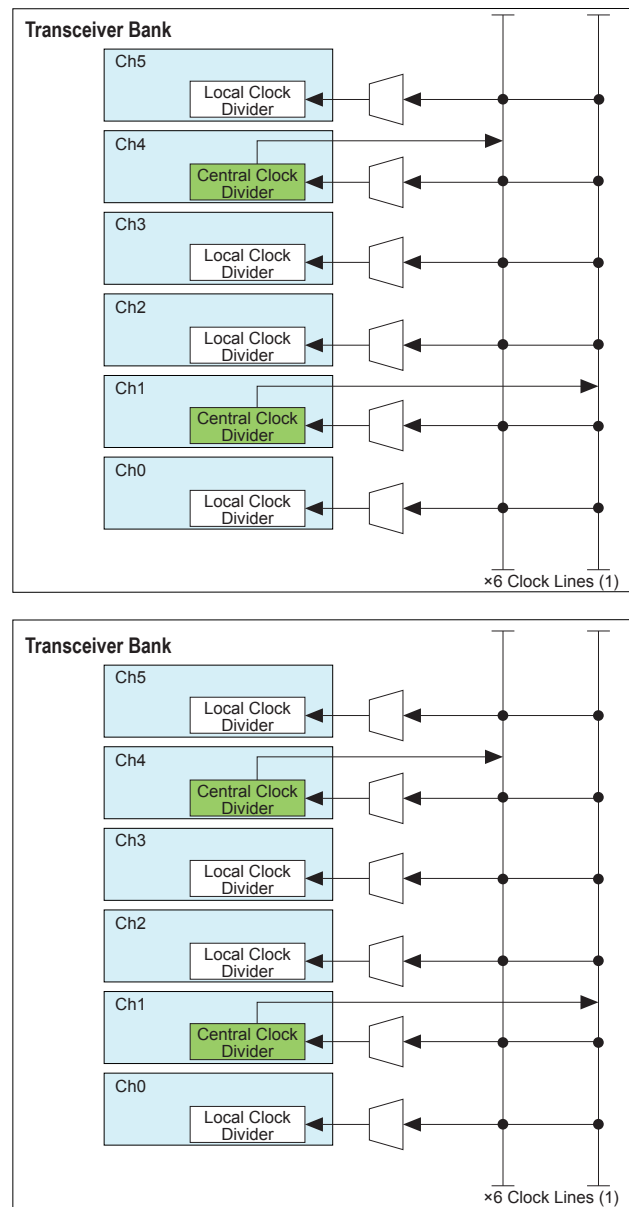 Transceiver Bank
Ch5
Local Clock
Divider
Ch4
Central Clock
Divider
Ch3
Local Clock
Divider
Ch2
Local Clock
Divider
Ch1
Central Clock
Divider
Ch0
Local Clock
Divider
×6 Clock Lines (1)
Transceiver Bank
Ch5
Local Clock
Divider
Ch4
Central Clock
Divider
Ch3
Local Clock
Divider
Ch2
Local Clock
Divider
Ch1
Central Clock
Divider
Ch0
Local Clock
Divider
×6 Clock Lines (1)